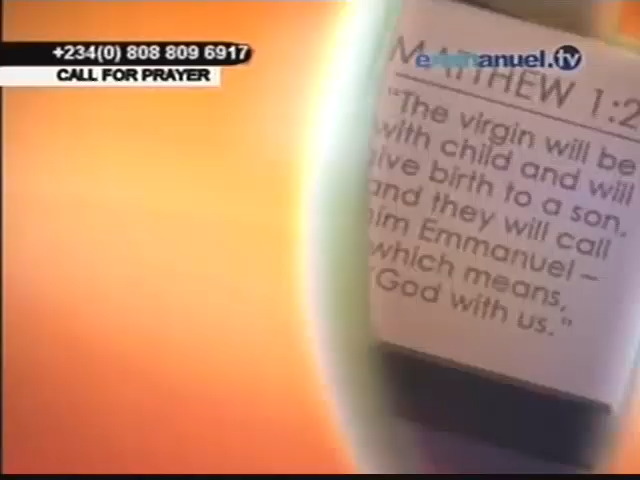 +234(0) 808 809 6917
CALL FOR PRAYER
emmanuel.tv
MATTHEW 1:2
"The virgin will be
with child and will
give birth to a son,
and they will call
him Emmanuel –
which means,
"God with us."